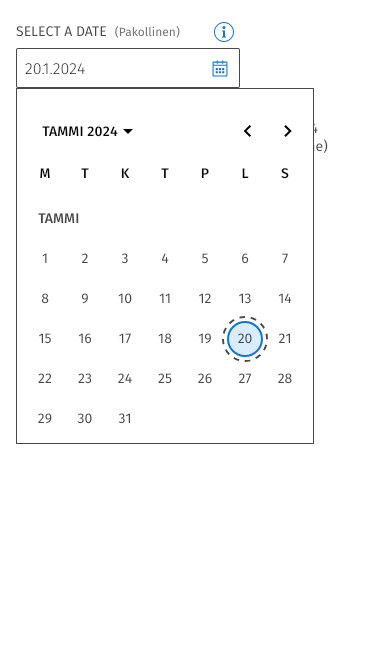 SELECT A DATE (Pakollinen)
20.1.2024
TAMMI 2024
M T K T P L S
TAMMI
1 2 3 4 5 6 7
8 9 10 11 12 13 14
15 16 17 18 19 20 21
22 23 24 25 26 27 28
29 30 31